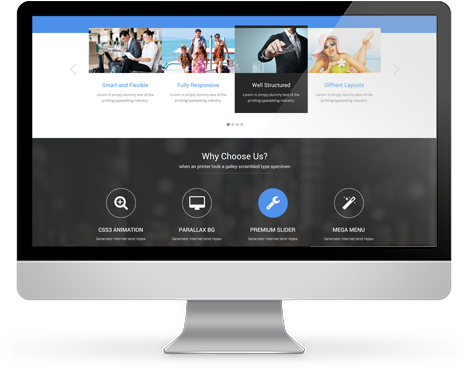 Smart and Flexible
Fully Responsive
Well Structured
Diffrent Layouts
Lorem is simply dummy text of the
printing typesetting industry.
Lorem is simply dummy text of the
printing typesetting industry.
Lorem is simply dummy text of the
printing typesetting industry.
Lorem is simply dummy text of the
printing typesetting industry.
Why Choose Us?
when an printer took a galley scrambled type specimen
CSS3 ANIMATION
PARALLAX BG
PREMIUM SLIDER
MEGA MENU
Generator Internet tend repea
Generator Internet tend repea
Generator Internet tend repea
Generator Internet tend repea